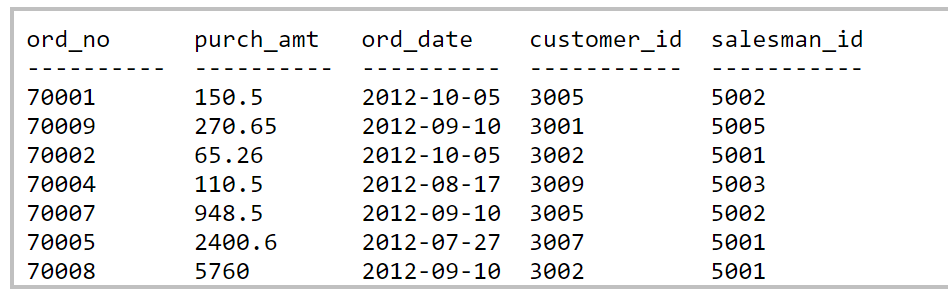 ord_no      purch_amt   ord_date    customer_id  salesman_id
----------  ----------  ----------  -----------  -----------
70001       150.5       2012-10-05  3005         5002
70009       270.65      2012-09-10  3001         5005
70002       65.26       2012-10-05  3002         5001
70004       110.5       2012-08-17  3009         5003
70007       948.5       2012-09-10  3005         5002
70005       2400.6      2012-07-27  3007         5001
70008       5760        2012-09-10  3002         5001